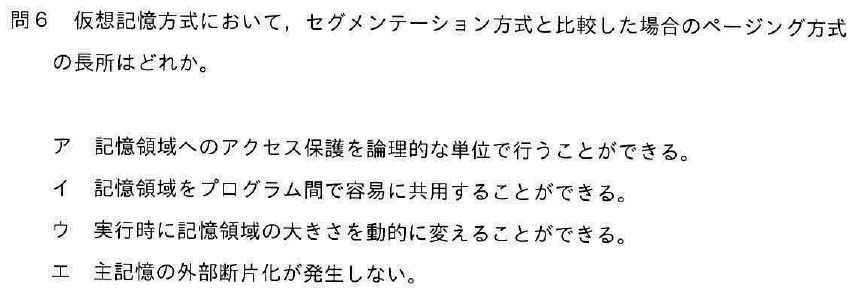 問6 仮想記憶方式において，セグメンテーション方式と比較した場合のページング方式
の長所はどれか。
ア 記憶領域へのアクセス保護を論理的な単位で行うことができる。
イ 記憶領域をプログラム間で容易に共用することができる。
ウ 実行時に記憶領域の大きさを動的に変えることができる。
エ 主記憶の外部断片化が発生しない。